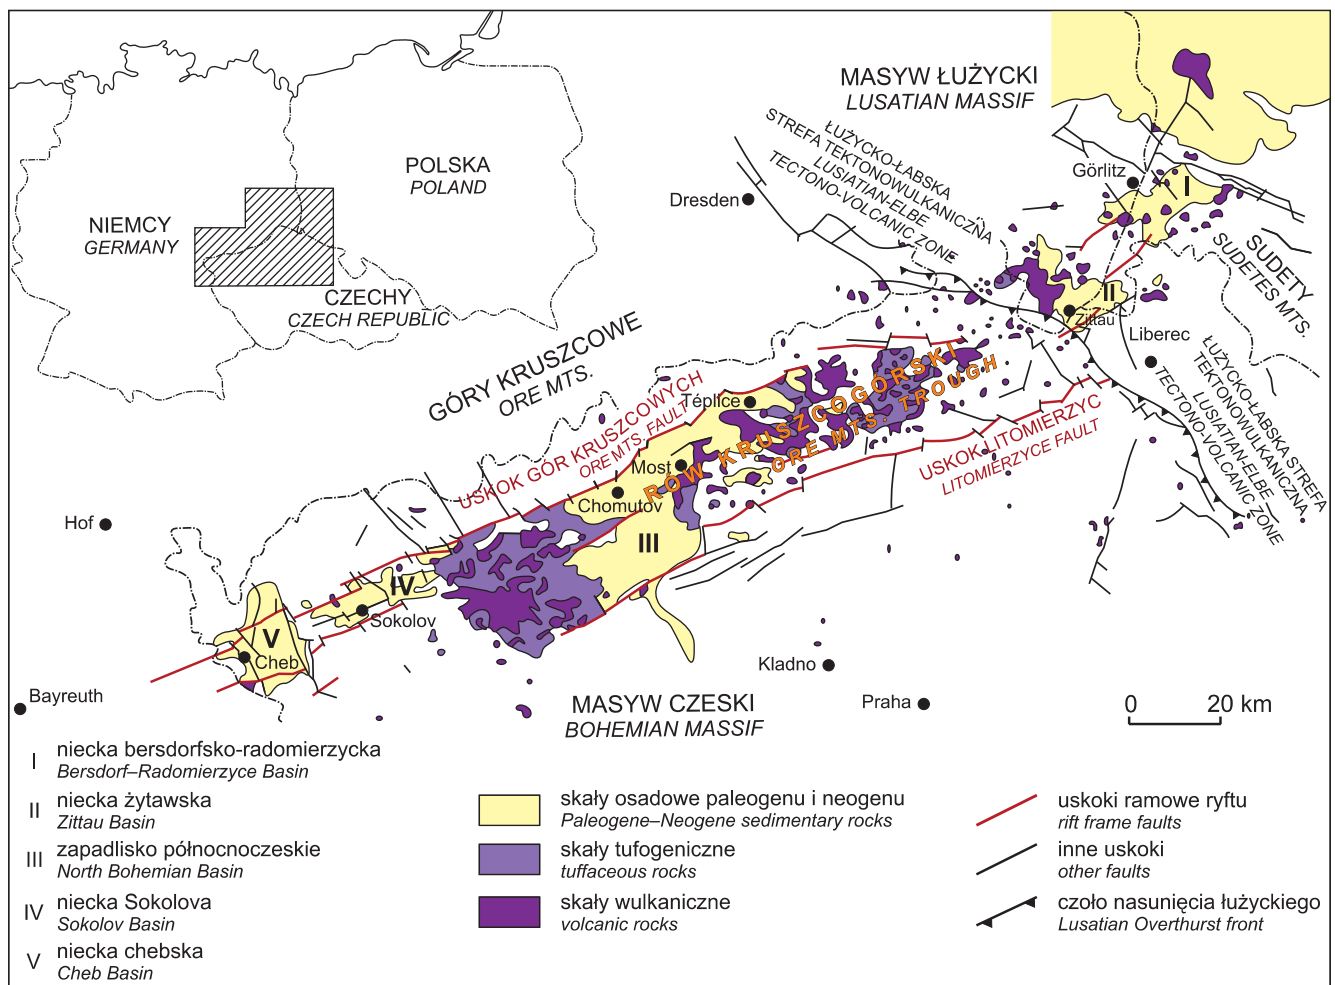 POLSKA
POLAND
NIEMCY
GERMANY
CZECHY
CZECH REPUBLIC
MASYW ŁUŻYCKI
LUSATIAN MASSIF
ŁUŻYCKO-ŁABSKA
STREFA TEKTONOWULKANICZNA
LUSIATIAN-ELBE
TECTONO-VOLCANIC ZONE
Görlitz
I
Dresden
SUDETY
SUDETES MTS.
II
Zittau
Liberec
GÓRY KRUSZCOWE
ORE MTS.
USKOK GÓR KRUSZCOWYCH
ORE MTS. FAULT
RÓW KRUSZCOGÓRSKI
ORE MTS. TROUGH
Téplice
Most
Chomutov
III
USKOK LITOMIERZYC
LITOMIERZYCE FAULT
ŁUŻYCKO-ŁABSKA STREFA
TEKTONOWULKANICZNA
LUSIATIAN-ELBE
TECTONO-VOLCANIC ZONE
Hof
IV
Sokolov
V
Cheb
Bayreuth
Kladno
Praha
MASYW CZESKI
BOHEMIAN MASSIF
0 20 km
I niecka bersdorfsko-radomierzycka
Bersdorf–Radomierzyce Basin
II niecka żytawska
Zittau Basin
III zapadlisko północnoczeskie
North Bohemian Basin
IV niecka Sokolova
Sokolov Basin
V niecka chebska
Cheb Basin
skały osadowe paleogenu i neogenu
Paleogene–Neogene sedimentary rocks
skały tufogeniczne
tuffaceous rocks
skały wulkaniczne
volcanic rocks
uskoki ramowe ryftu
rift frame faults
inne uskoki
other faults
czoło nasunięcia łużyckiego
Lusatian Overthurst front